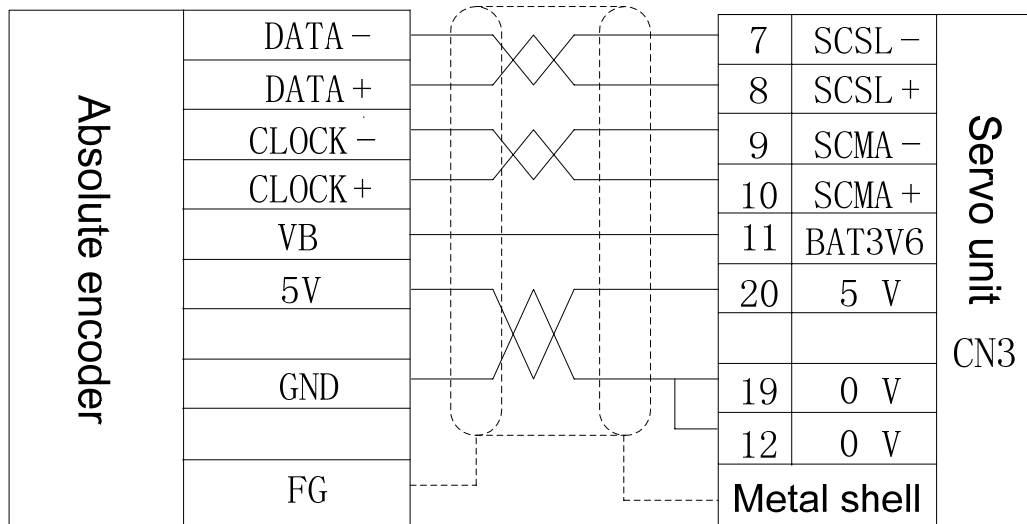 Absolute encoder
DATA-
DATA+
CLOCK-
CLOCK+
VB
5V
GND
FG
7 SCSL-
8 SCSL+
9 SCMA-
10 SCMA+
11 BAT3V6
20 5 V
19 0 V
12 0 V
Metal shell
Servo unit
CN3